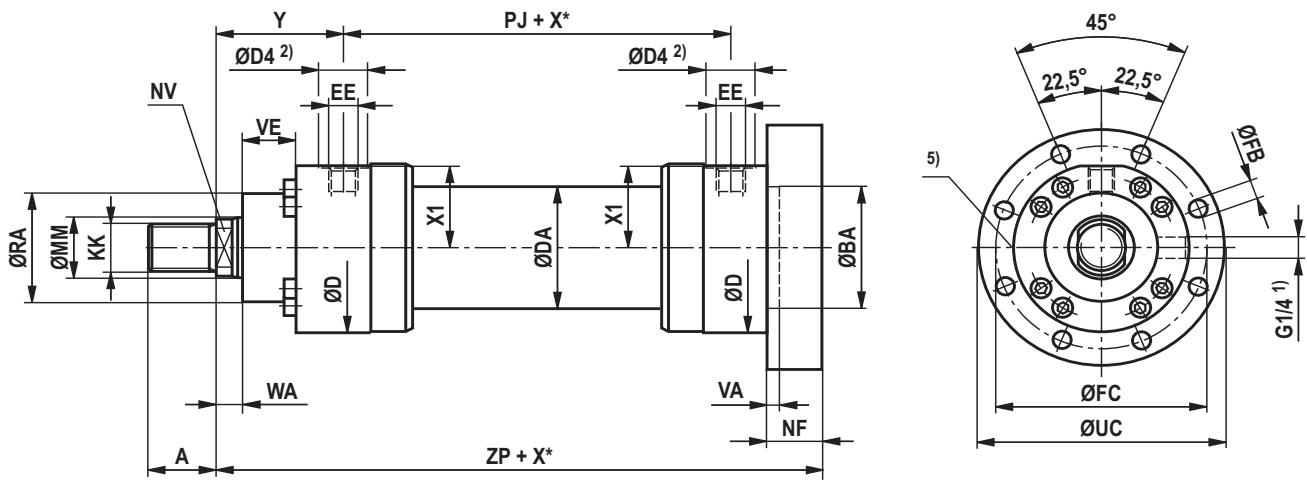 Y
PJ + X*
45°
ØD4 2)
ØD4 2)
22,5°
22,5°
NV
EE
EE
VE
ØFB
5)
X1
X1
ØRA
ØMM
KK
ØD
ØDA
ØD
ØBA
G1/4 1)
WA
VA
ØFC
NF
ØUC
A
ZP + X*